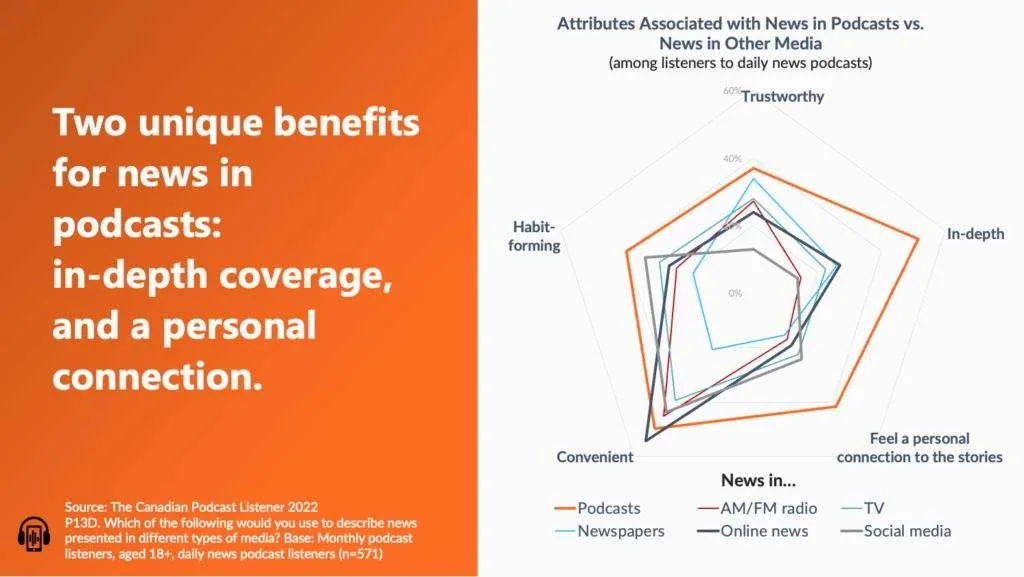 Two unique benefits
for news in
podcasts:
in-depth coverage,
and a personal
connection.
Source: The Canadian Podcast Listener 2022
P13D. Which of the following would you use to describe news
presented in different types of media? Base: Monthly podcast
listeners, aged 18+, daily news podcast listeners (n=571)
Attributes Associated with News in Podcasts vs.
News in Other Media
(among listeners to daily news podcasts)
60%
Trustworthy
40%
Habit-
forming
In-depth
0%
Feel a personal
connection to the stories
Convenient
News in...
Podcasts
AM/FM radio
TV
Newspapers
Online news
Social media